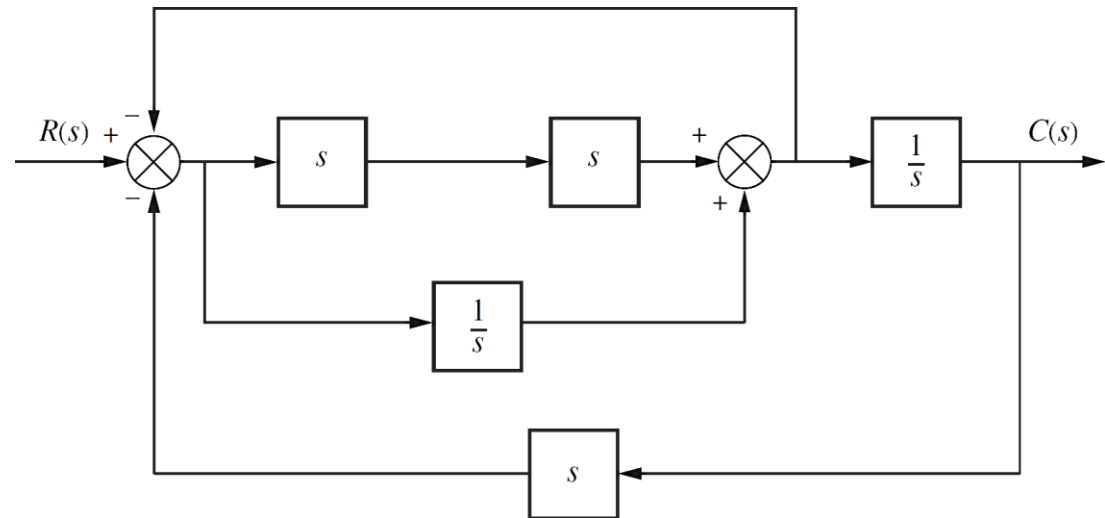 −
R(s) + s s + 1/s C(s)
−
+
1/s
s